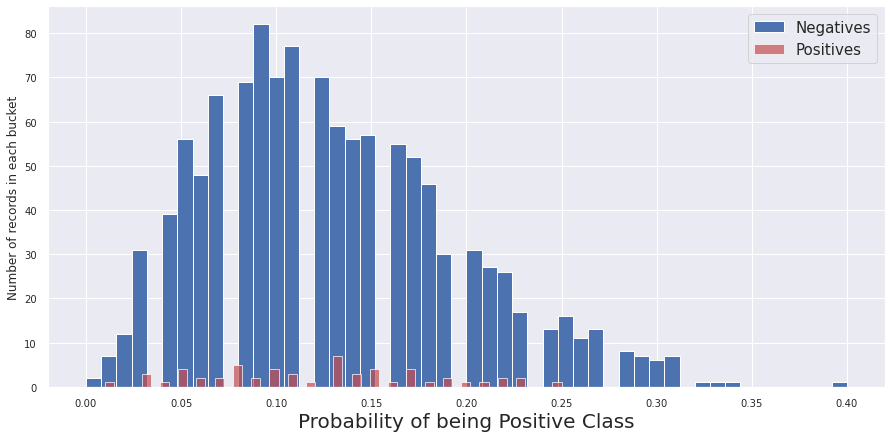 Negatives
Positives
Number of records in each bucket
80
70
60
50
40
30
20
10
0
0.00 0.05 0.10 0.15 0.20 0.25 0.30 0.35 0.40
Probability of being Positive Class